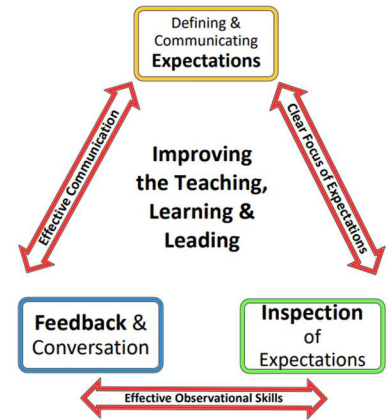 Defining &
Communicating
Expectations
Effective Communication
Clear Focus of Expectations
Improving
the Teaching,
Learning &
Leading
Feedback &
Conversation
Inspection
of
Expectations
Effective Observational Skills